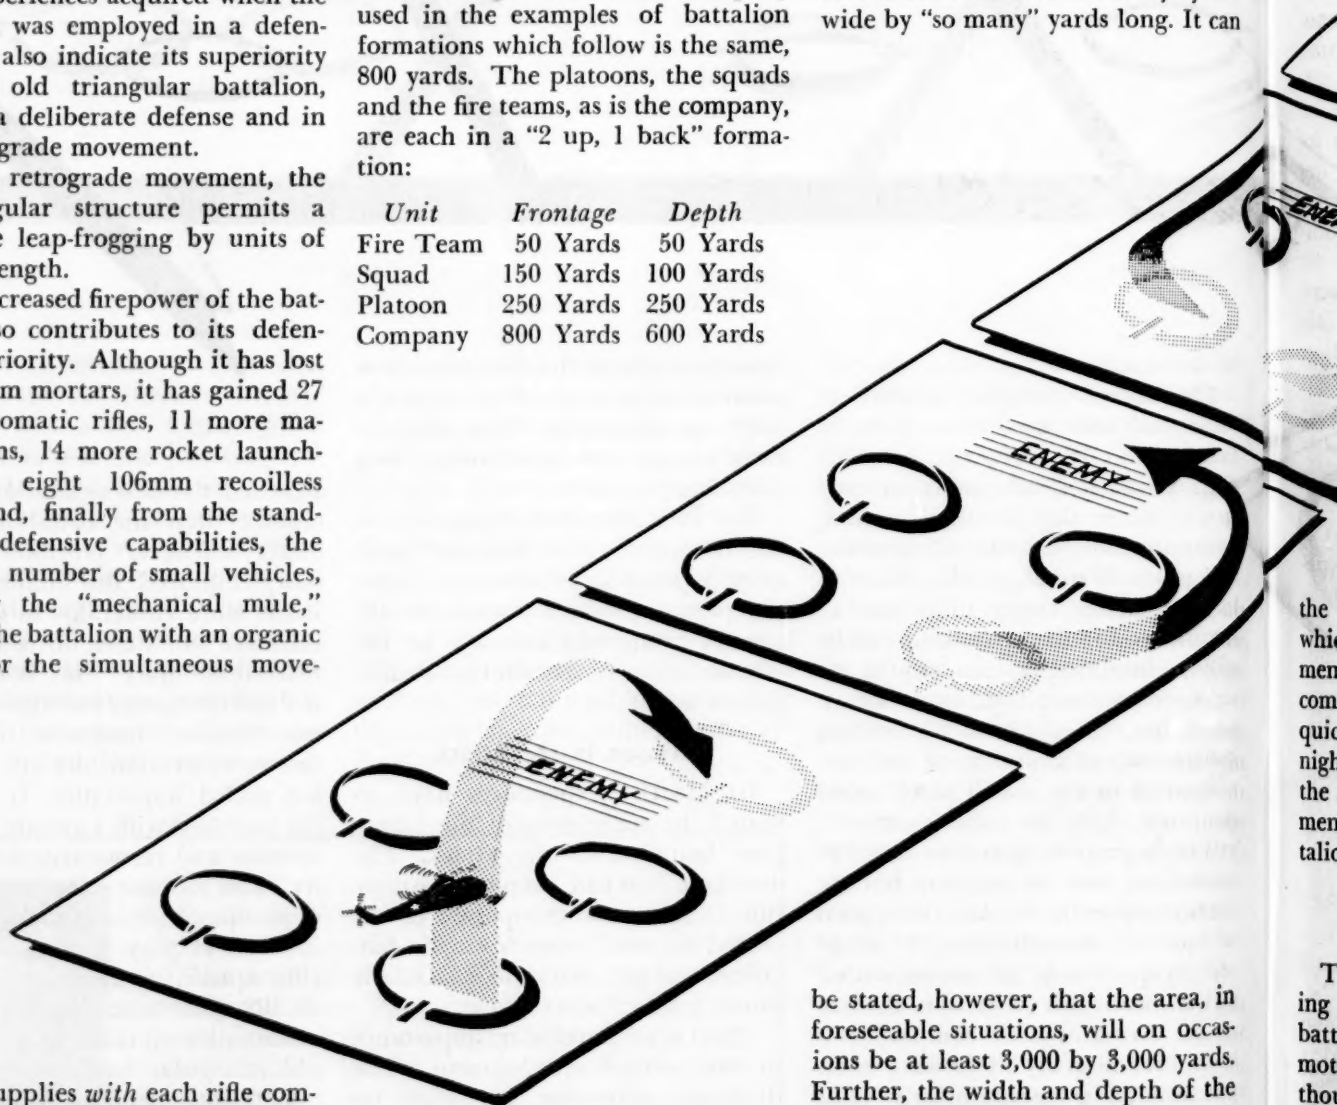 eriences acquired when the
was employed in a defen-
also indicate its superiority
old triangular battalion,
a deliberate defense and in
grade movement.
retrograde movement, the
gular structure permits a
leap-frogging by units of
ength.
creased firepower of the bat-
so contributes to its defen-
riority. Although it has lost
m mortars, it has gained 27
omatic rifles, 11 more ma-
ns, 14 more rocket launch-
eight 106mm recoilless
nd, finally from the stand-
defensive capabilities, the
number of small vehicles,
the “mechanical mule,”
he battalion with an organic
or the simultaneous move-
upplies with each rifle com-
used in the examples of battalion
formations which follow is the same,
800 yards. The platoons, the squads
and the fire teams, as is the company,
are each in a “2 up, 1 back” forma-
tion:
Unit Frontage Depth
Fire Team 50 Yards 50 Yards
Squad 150 Yards 100 Yards
Platoon 250 Yards 250 Yards
Company 800 Yards 600 Yards
wide by “so many” yards long. It can
ENEMY
ENEMY
be stated, however, that the area, in
foreseeable situations, will on occas-
ions be at least 3,000 by 3,000 yards.
Further, the width and depth of the
ENEM
the
whic
men
com
quic
nigh
the
men
talic
T
ing
batt
mot
thou